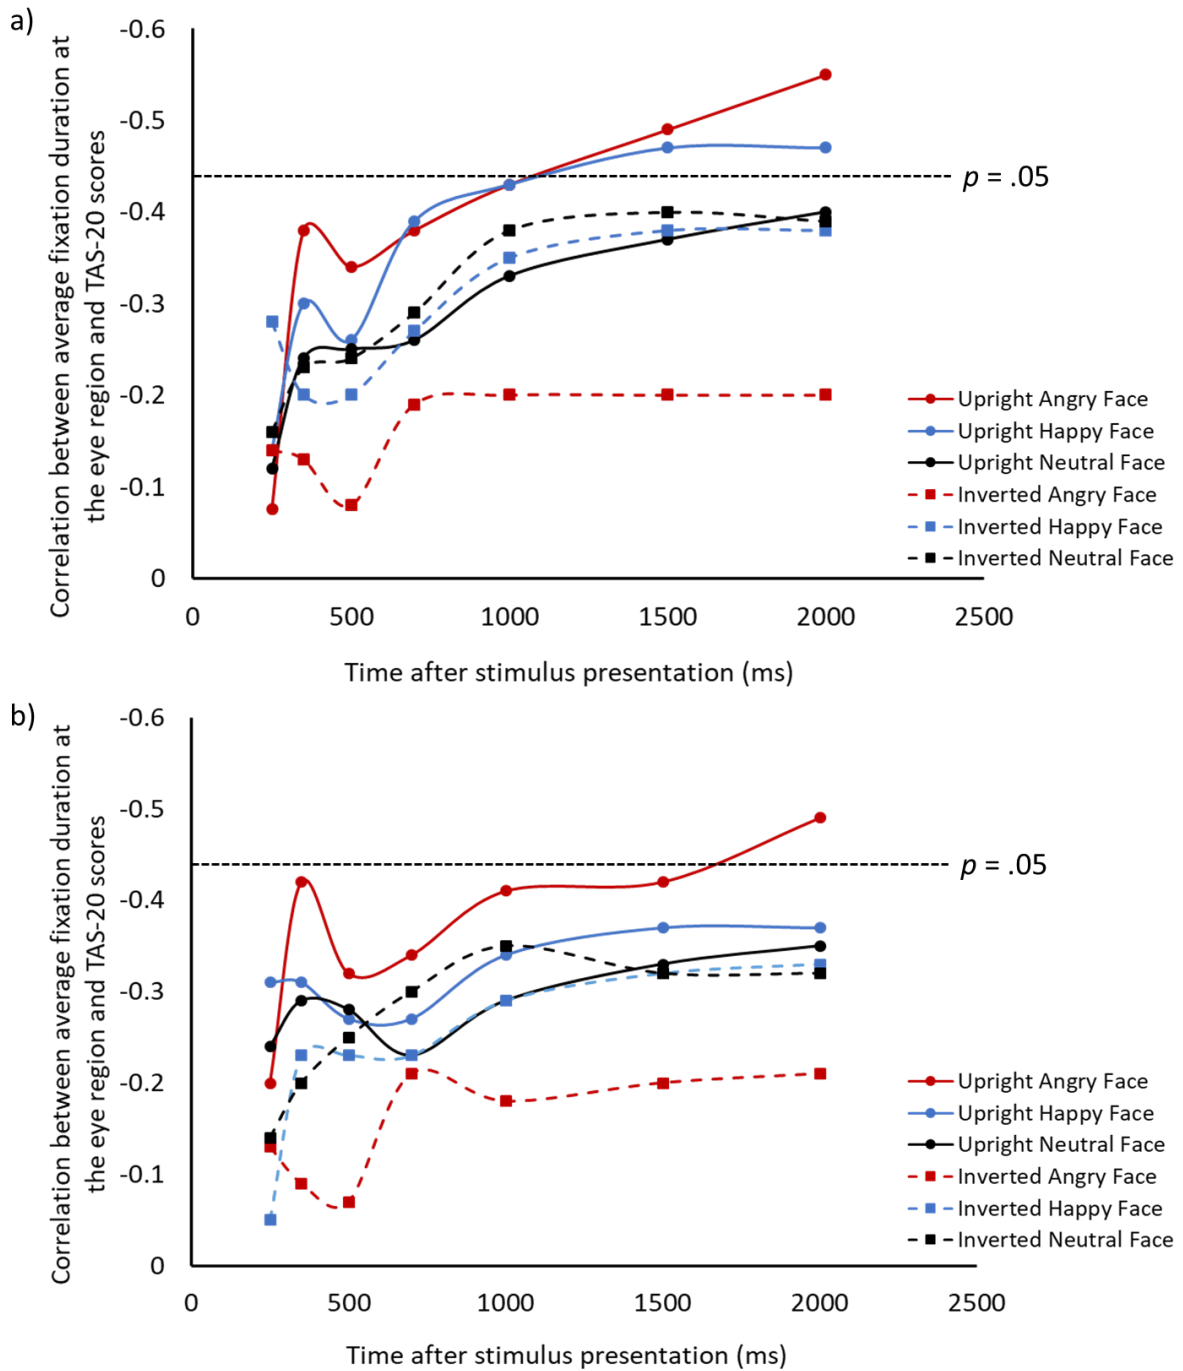 a)
Correlation between average fixation duration at
the eye region and TAS-20 scores
-0.6
-0.5
-0.4
-0.3
-0.2
-0.1
0
p = .05
Upright Angry Face
Upright Happy Face
Upright Neutral Face
Inverted Angry Face
Inverted Happy Face
Inverted Neutral Face
0 500 1000 1500 2000 2500
Time after stimulus presentation (ms)
b)
Correlation between average fixation duration at
the eye region and TAS-20 scores
-0.6
-0.5
-0.4
-0.3
-0.2
-0.1
0
p = .05
Upright Angry Face
Upright Happy Face
Upright Neutral Face
Inverted Angry Face
Inverted Happy Face
Inverted Neutral Face
0 500 1000 1500 2000 2500
Time after stimulus presentation (ms)